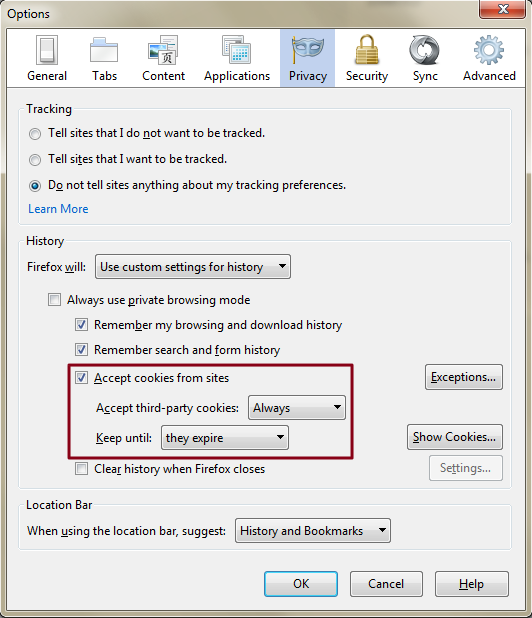 Options
General Tabs Content Applications Privacy Security Sync Advanced
Tracking
Tell sites that I do not want to be tracked.
Tell sites that I want to be tracked.
Do not tell sites anything about my tracking preferences.
Learn More
History
Firefox will: Use custom settings for history
Always use private browsing mode
Remember my browsing and download history
Remember search and form history
Accept cookies from sites Exceptions...
Accept third-party cookies: Always
Keep until: they expire Show Cookies...
Clear history when Firefox closes Settings...
Location Bar
When using the location bar, suggest: History and Bookmarks
OK Cancel Help